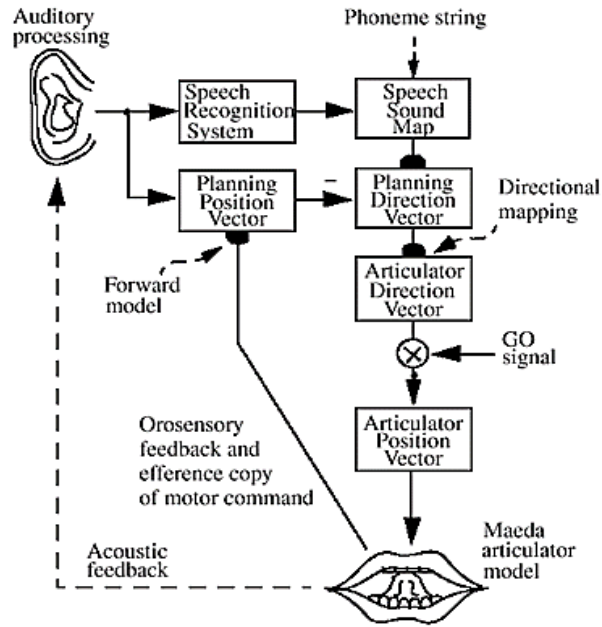 Auditory
processing
Phoneme string
Speech
Recognition
System
Speech
Sound
Map
Planning
Position
Vector
–
Planning
Direction
Vector
Directional
mapping
Forward
model
Articulator
Direction
Vector
GO
signal
Orosensory
feedback and
efference copy
of motor command
Articulator
Position
Vector
Acoustic
feedback
Maeda
articulator
model